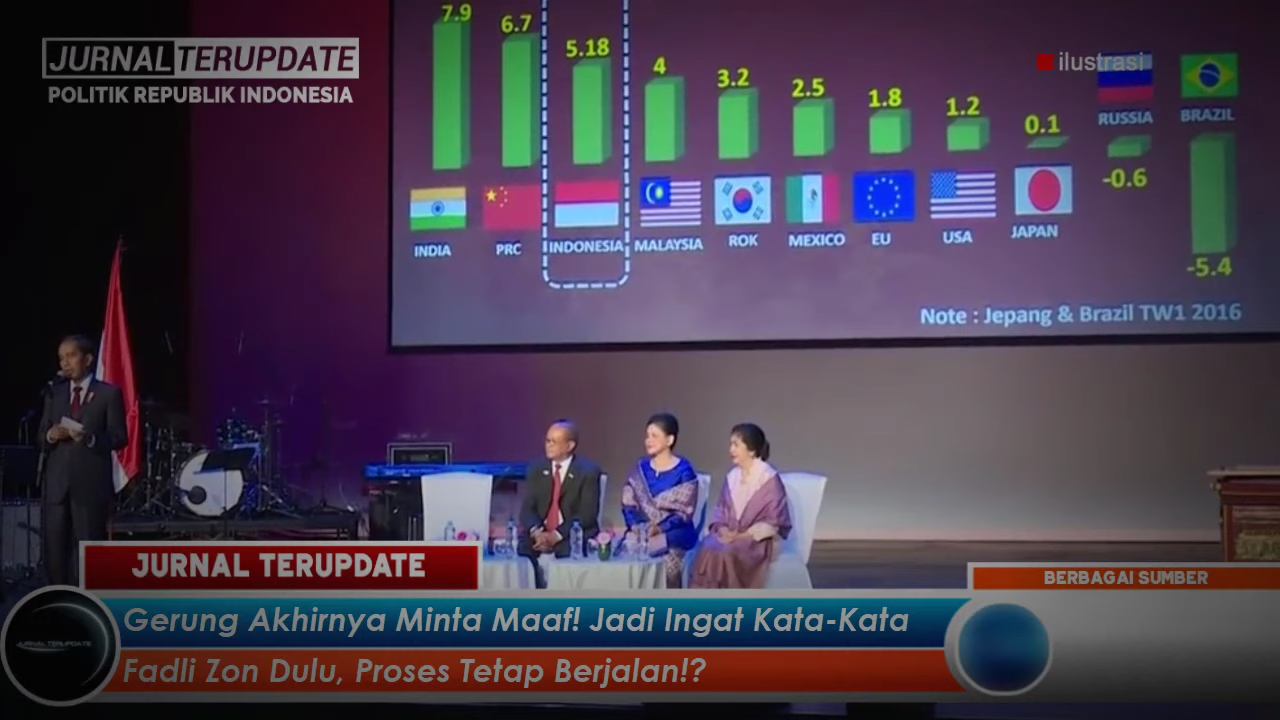 JURNALTERUPDATE
POLITIK REPUBLIK INDONESIA
ilustrasi
7.9
6.7
5.18
4
3.2
2.5
1.8
1.2
0.1
-0.6
-5.4
INDIA
PRC
INDONESIA
MALAYSIA
ROK
MEXICO
EU
USA
JAPAN
RUSSIA
BRAZIL
Note : Jepang & Brazil TW1 2016
JURNAL TERUPDATE
BERBAGAI SUMBER
JURNAL TERUPDATE
Gerung Akhirnya Minta Maaf! Jadi Ingat Kata-Kata
Fadli Zon Dulu, Proses Tetap Berjalan!?